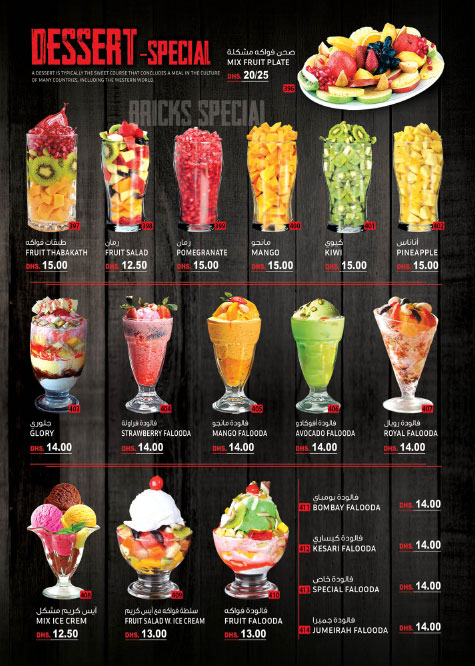 DESSERT -SPECIAL
A DESSERT IS TYPICALLY THE SWEET COURSE THAT CONCLUDES A MEAL IN THE CULTURE
OF MANY COUNTRIES, INCLUDING THE WESTERN WORLD.
BRICKS SPECIAL
صحن فواكه مشكلة
MIX FRUIT PLATE
DHS. 20/25
396
397
طبقات فواكه
FRUIT THABAKATH
DHS. 15.00
398
رمان
FRUIT SALAD
DHS. 12.50
399
رمان
POMEGRANATE
DHS. 15.00
400
مانجو
MANGO
DHS. 15.00
401
كيوي
KIWI
DHS. 15.00
402
أناناس
PINEAPPLE
DHS. 15.00
403
جلوري
GLORY
DHS. 14.00
404
فالودة فراولة
STRAWBERRY FALOODA
DHS. 14.00
405
فالودة مانجو
MANGO FALOODA
DHS. 14.00
406
فالودة أفوكادو
AVOCADO FALOODA
DHS. 14.00
407
فالودة رويال
ROYAL FALOODA
DHS. 14.00
408
آيس كريم مشكل
MIX ICE CREM
DHS. 12.50
409
سلطة فواكه مع آيس كريم
FRUIT SALAD W. ICE CREAM
DHS. 13.00
410
فالودة فواكه
FRUIT FALOODA
DHS. 13.00
فالودة بومباي
411 BOMBAY FALOODA DHS. 14.00
فالودة كيساري
412 KESARI FALOODA DHS. 14.00
فالودة خاص
413 SPECIAL FALOODA DHS. 14.00
فالودة جميرا
414 JUMEIRAH FALOODA DHS. 14.00